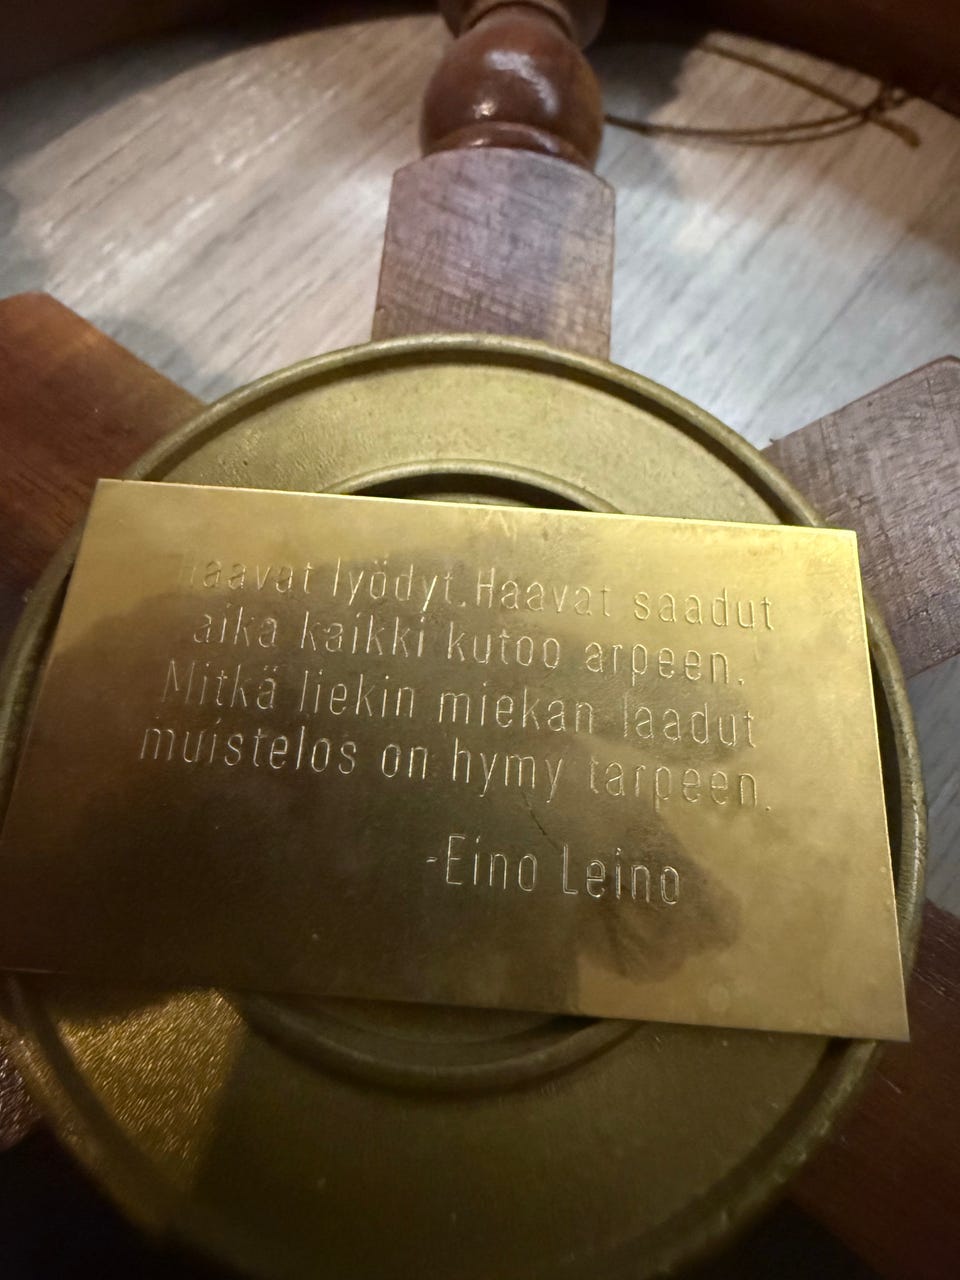 Haavat lyödyt. Haavat saadut
aika kaikki kutoo arpeen.
Mitkä liekin miekan laadut
muistelos on hymy tarpeen.
-Eino Leino